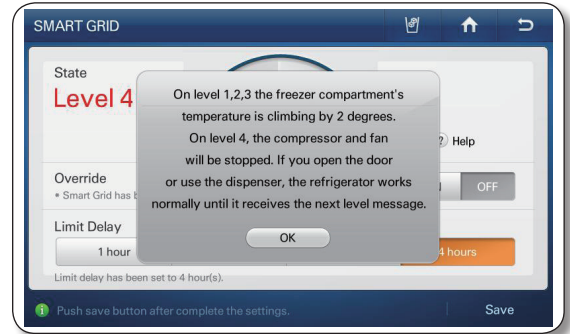 SMART GRID
State
Level 4
On level 1,2,3 the freezer compartment's
temperature is climbing by 2 degrees.
On level 4, the compressor and fan
will be stopped. If you open the door
or use the dispenser, the refrigerator works
normally until it receives the next level message.
OK
? Help
Override
• Smart Grid has
OFF
Limit Delay
1 hour
4 hours
Limit delay has been set to 4 hour(s).
Push save button after complete the settings.
Save